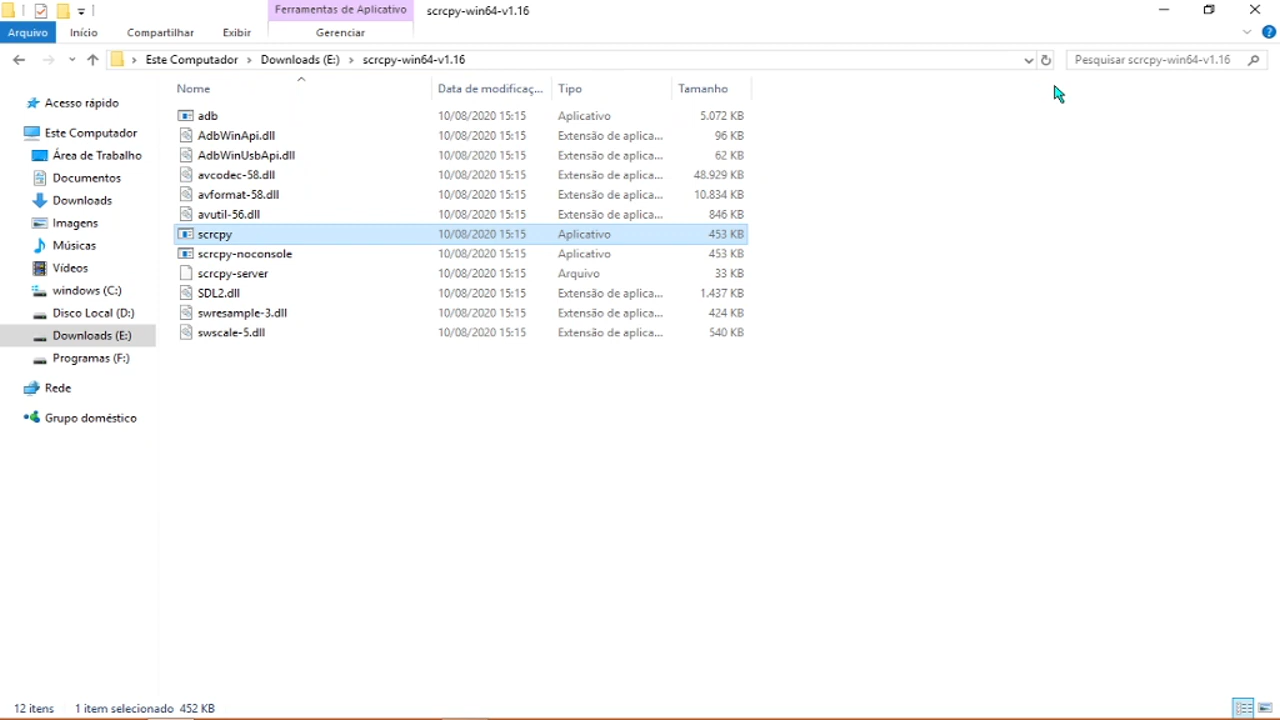 Ferramentas de Aplicativo
scrcpy-win64-v1.16
Arquivo Início Compartilhar Exibir Gerenciar
Este Computador Downloads (E:) scrcpy-win64-v1.16
Pesquisar scrcpy-win64-v1.16
Acesso rápido
Este Computador
Área de Trabalho
Documentos
Downloads
Imagens
Músicas
Vídeos
windows (C:)
Disco Local (D:)
Downloads (E:)
Programas (F:)
Rede
Grupo doméstico
Nome Data de modificaç... Tipo Tamanho
adb 10/08/2020 15:15 Aplicativo 5.072 KB
AdbWinApi.dll 10/08/2020 15:15 Extensão de aplica... 96 KB
AdbWinUsbApi.dll 10/08/2020 15:15 Extensão de aplica... 62 KB
avcodec-58.dll 10/08/2020 15:15 Extensão de aplica... 48.929 KB
avformat-58.dll 10/08/2020 15:15 Extensão de aplica... 10.834 KB
avutil-56.dll 10/08/2020 15:15 Extensão de aplica... 846 KB
scrcpy 10/08/2020 15:15 Aplicativo 453 KB
scrcpy-noconsole 10/08/2020 15:15 Aplicativo 453 KB
scrcpy-server 10/08/2020 15:15 Arquivo 33 KB
SDL2.dll 10/08/2020 15:15 Extensão de aplica... 1.437 KB
swresample-3.dll 10/08/2020 15:15 Extensão de aplica... 424 KB
swscale-5.dll 10/08/2020 15:15 Extensão de aplica... 540 KB
12 itens 1 item selecionado 452 KB